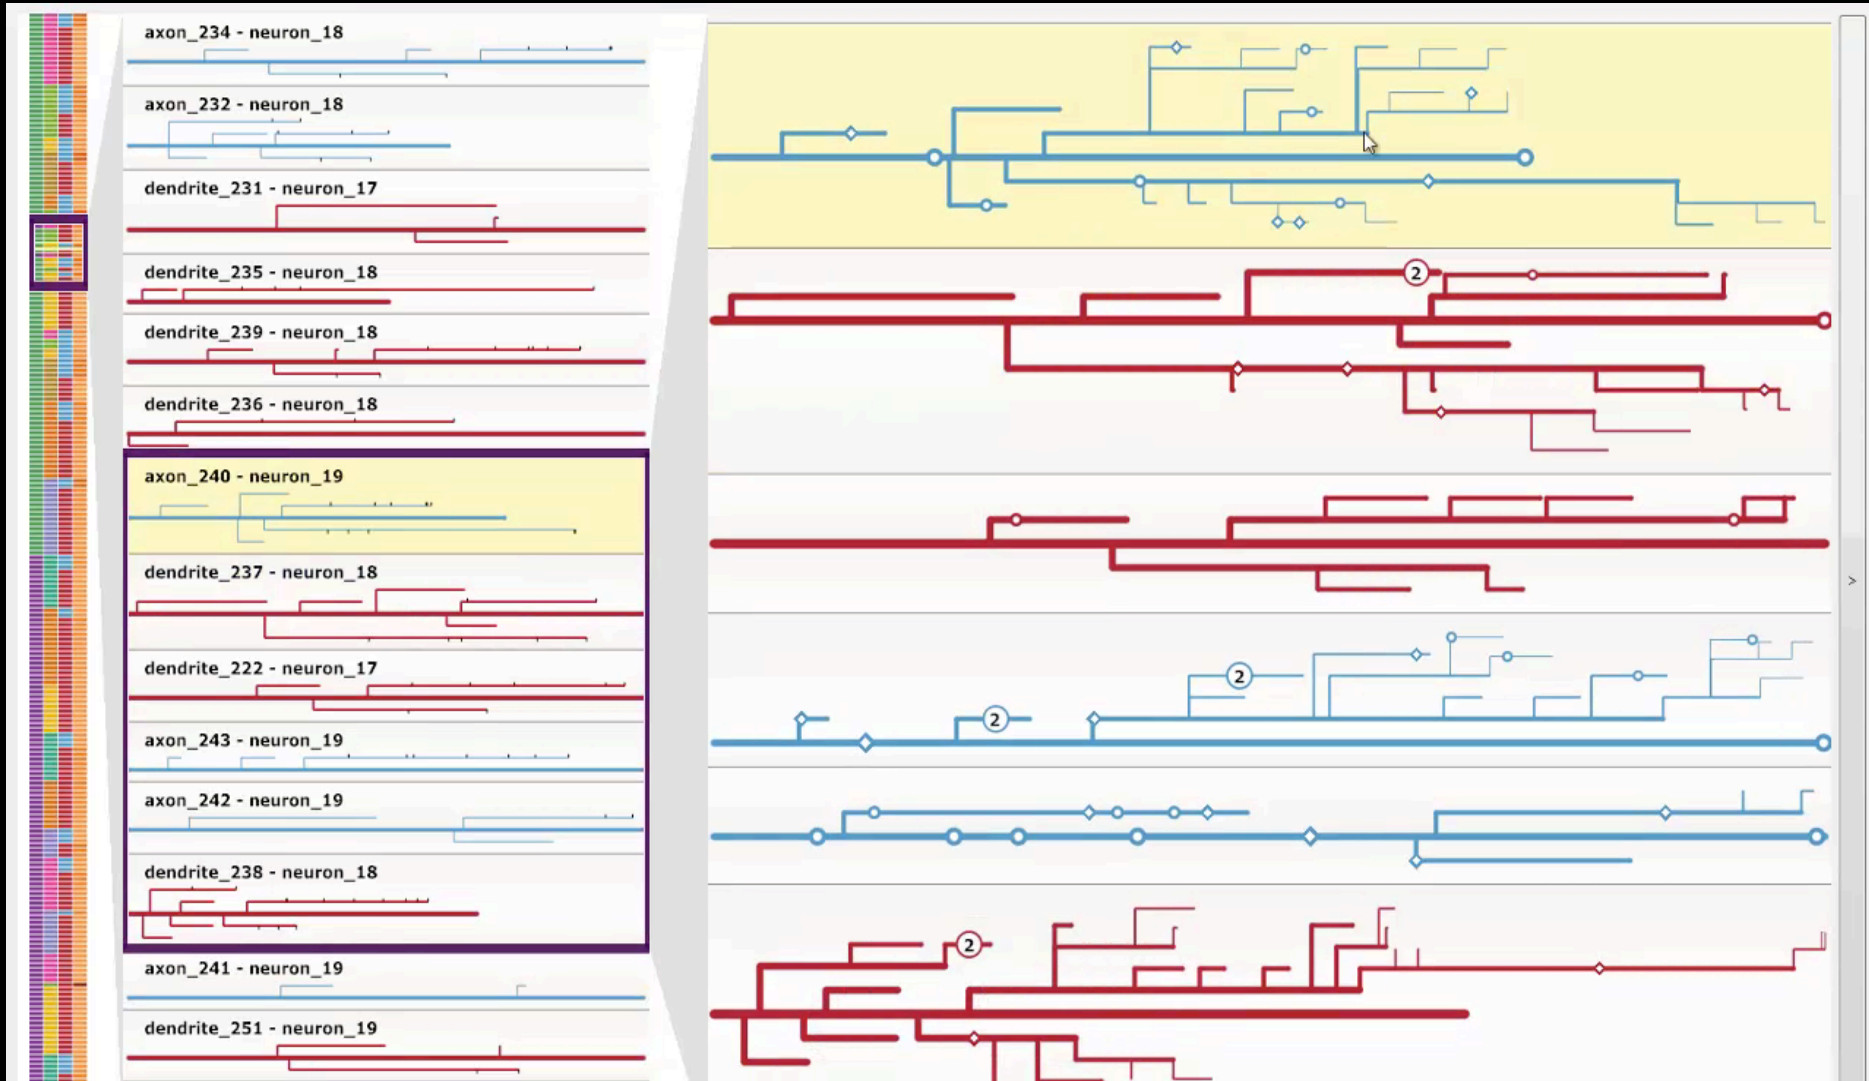 axon_234 - neuron_18
axon_232 - neuron_18
dendrite_231 - neuron_17
dendrite_235 - neuron_18
dendrite_239 - neuron_18
dendrite_236 - neuron_18
axon_240 - neuron_19
dendrite_237 - neuron_18
dendrite_222 - neuron_17
axon_243 - neuron_19
axon_242 - neuron_19
dendrite_238 - neuron_18
axon_241 - neuron_19
dendrite_251 - neuron_19
2
2
2
2
>